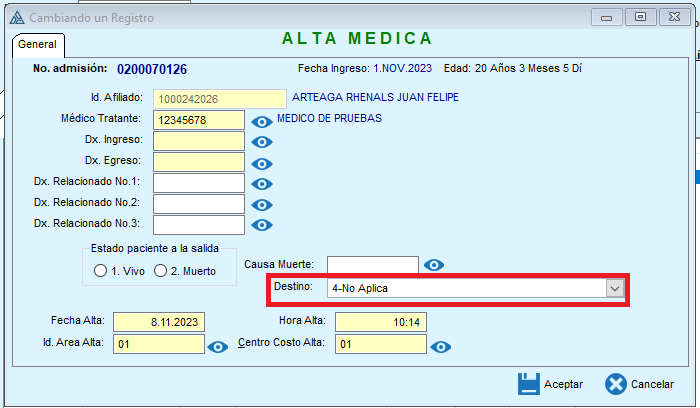 Cambiando un Registro
General
ALTA MEDICA
No. admisión: 0200070126 Fecha Ingreso: 1.NOV.2023 Edad: 20 Años 3 Meses 5 Dí
Id. Afiliado: 1000242026 ARTEAGA RHENALS JUAN FELIPE
Médico Tratante: 12345678 MEDICO DE PRUEBAS
Dx. Ingreso:
Dx. Egreso:
Dx. Relacionado No.1:
Dx. Relacionado No.2:
Dx. Relacionado No.3:
Estado paciente a la salida
1. Vivo 2. Muerto Causa Muerte:
Destino: 4-No Aplica
Fecha Alta: 8.11.2023 Hora Alta: 10:14
Id. Area Alta: 01 Centro Costo Alta: 01
Aceptar Cancelar